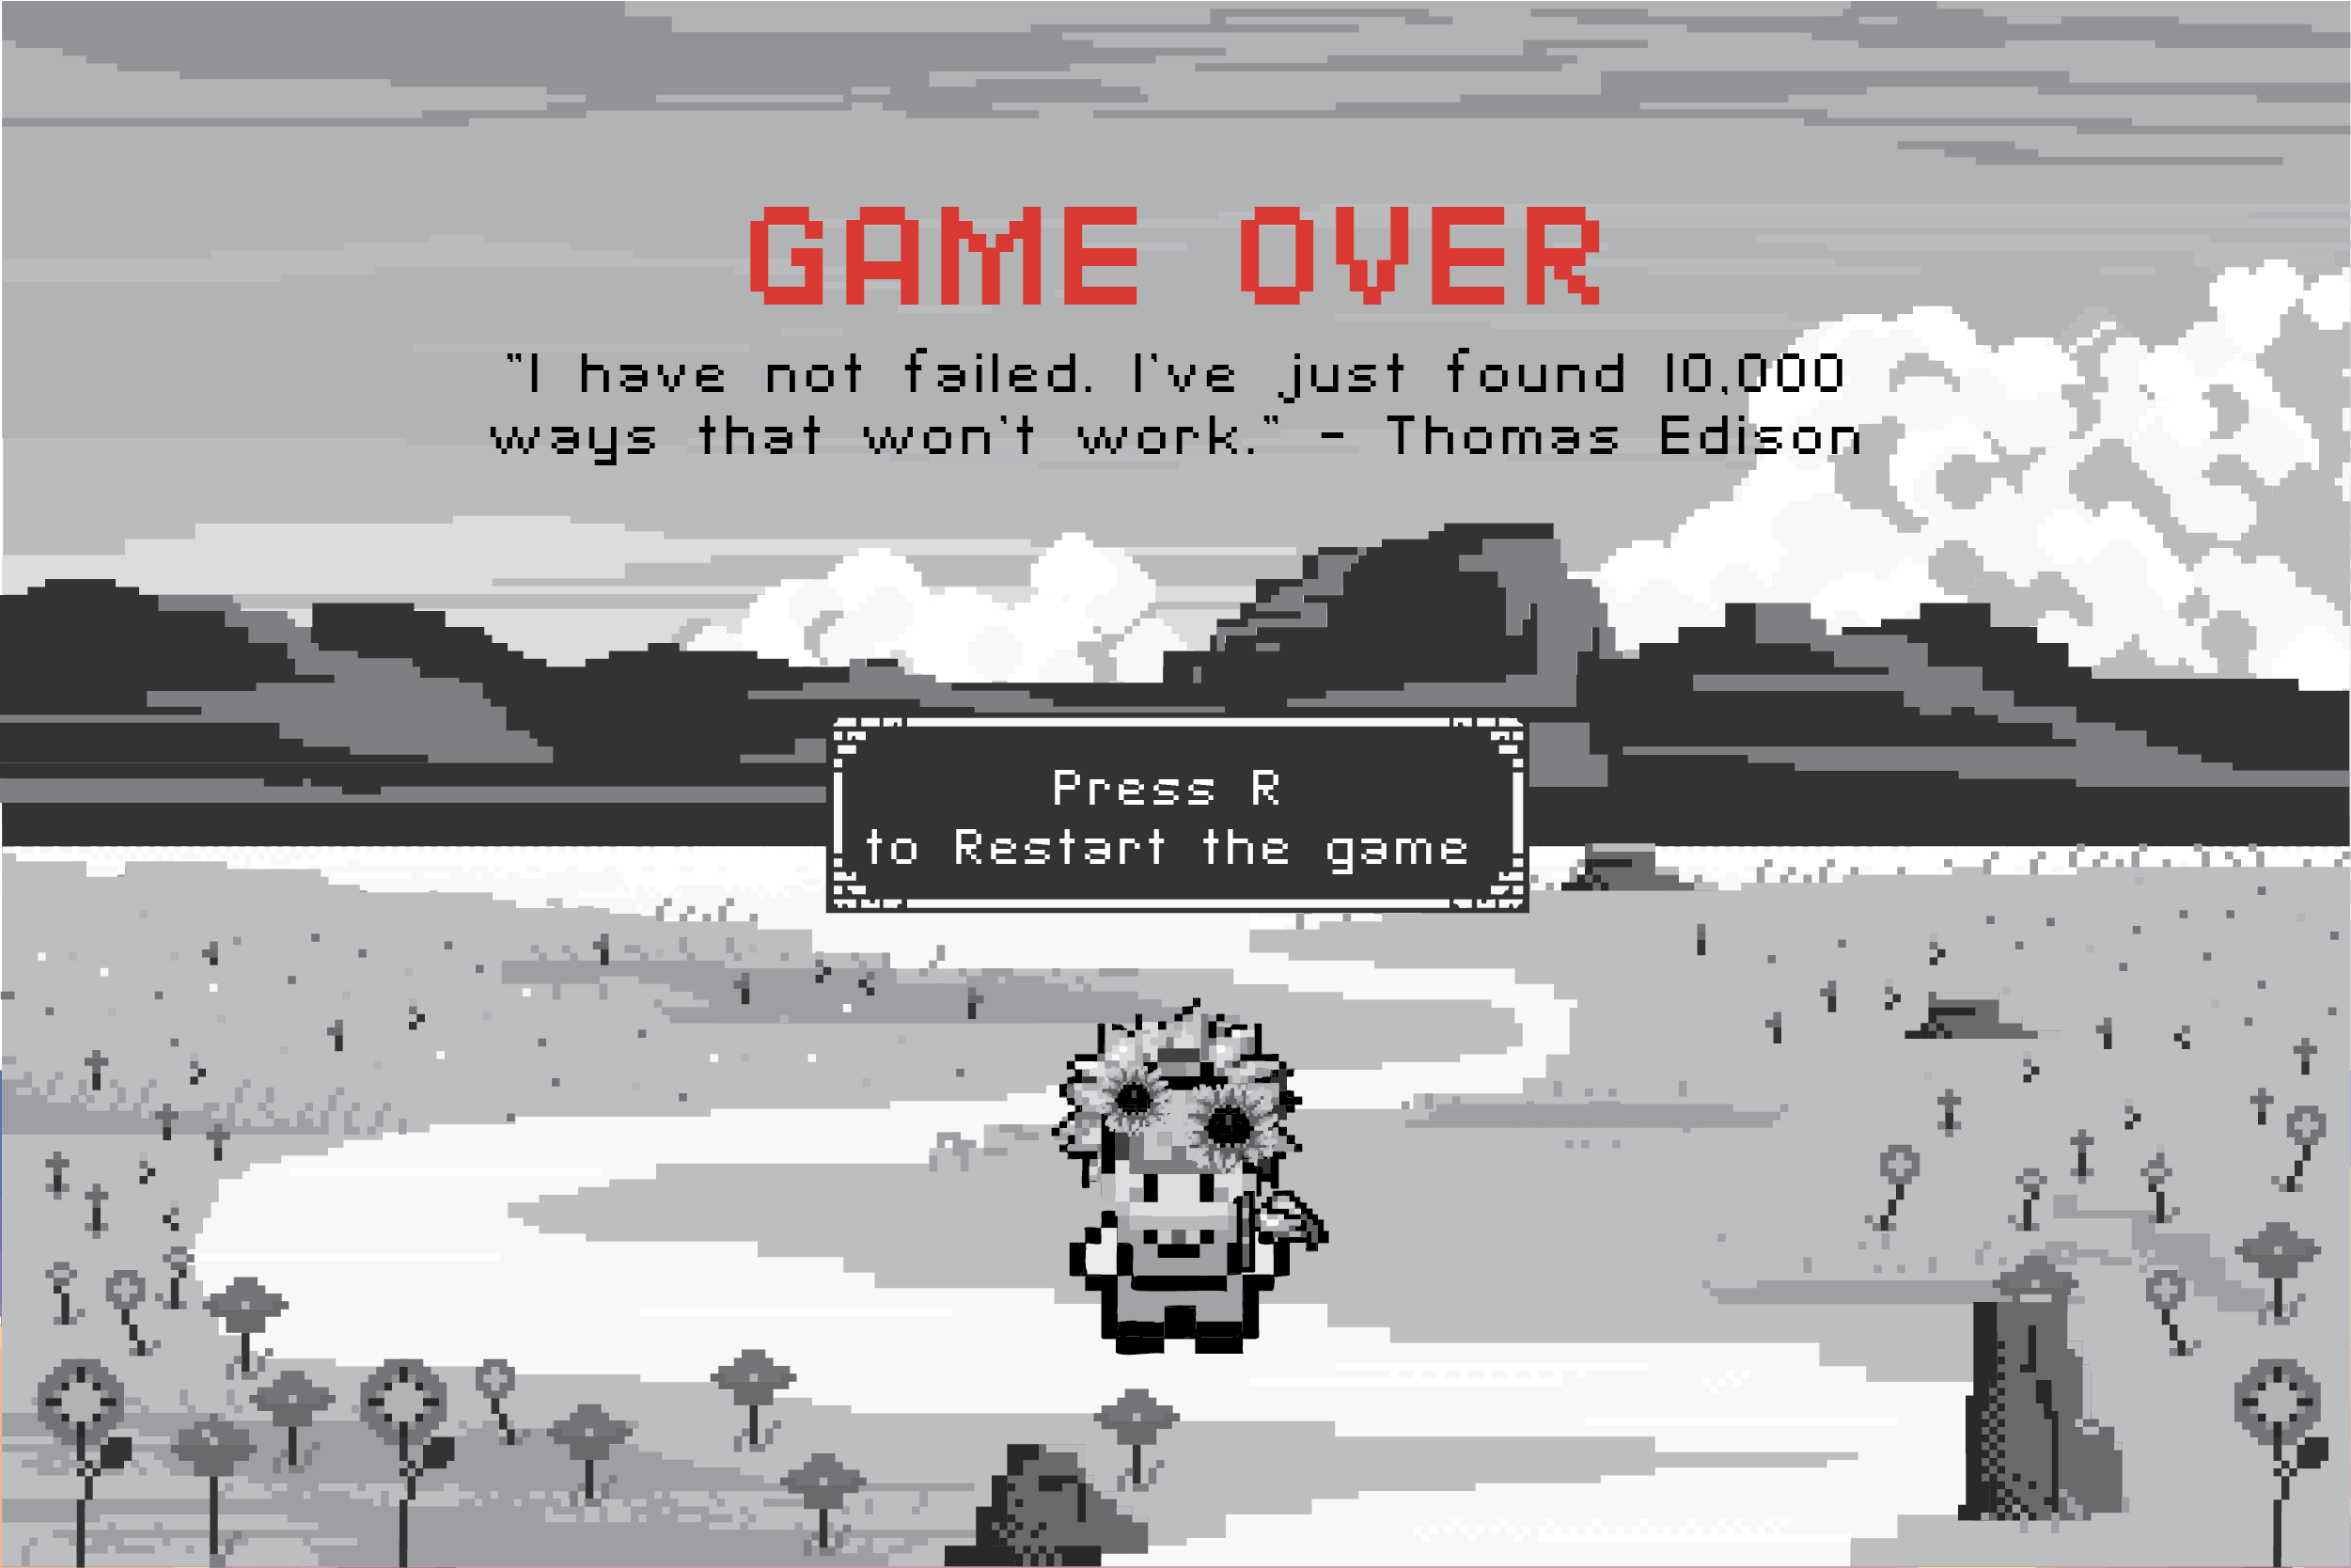 GAME OVER
"I have not failed. I've just found 10,000
ways that won't work." - Thomas Edison
Press R
to Restart the game